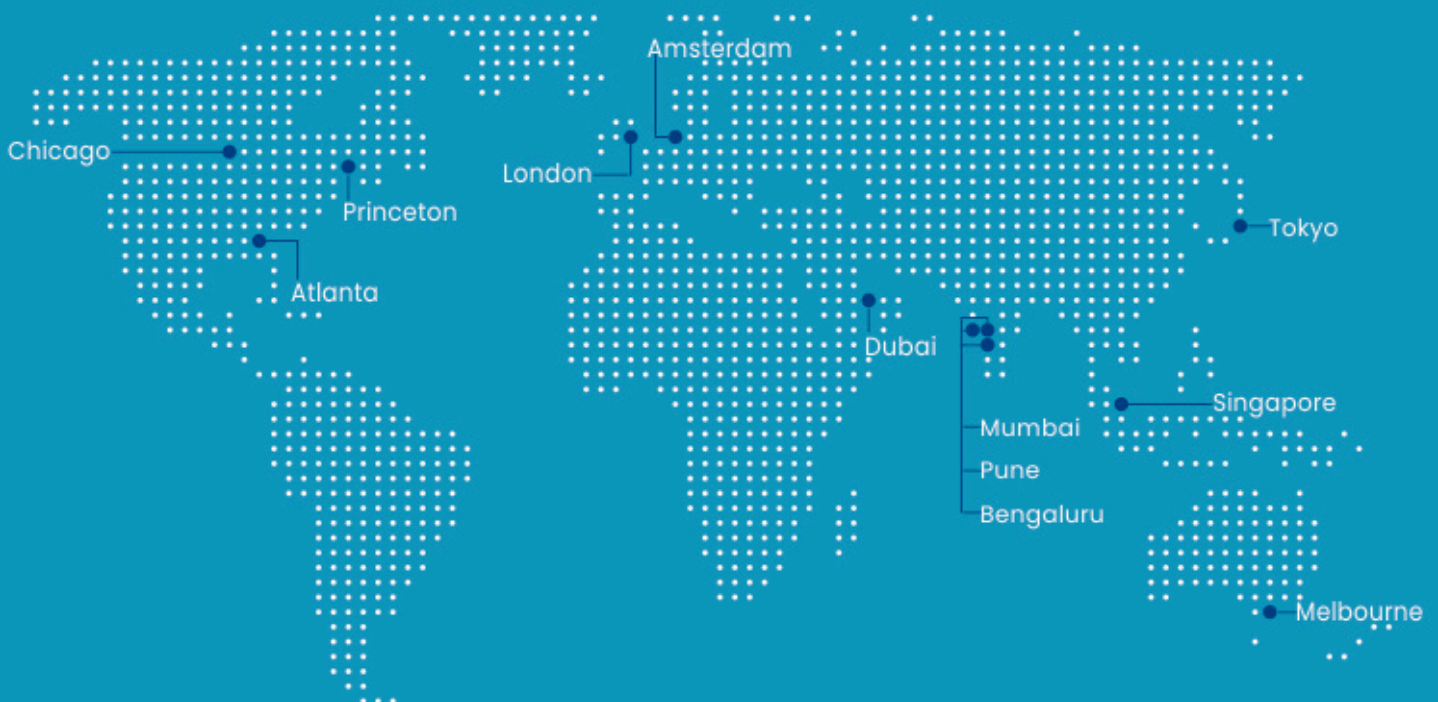 Amsterdam
Chicago
London
Princeton
Tokyo
Atlanta
Dubai
Singapore
Mumbai
Pune
Bengaluru
Melbourne